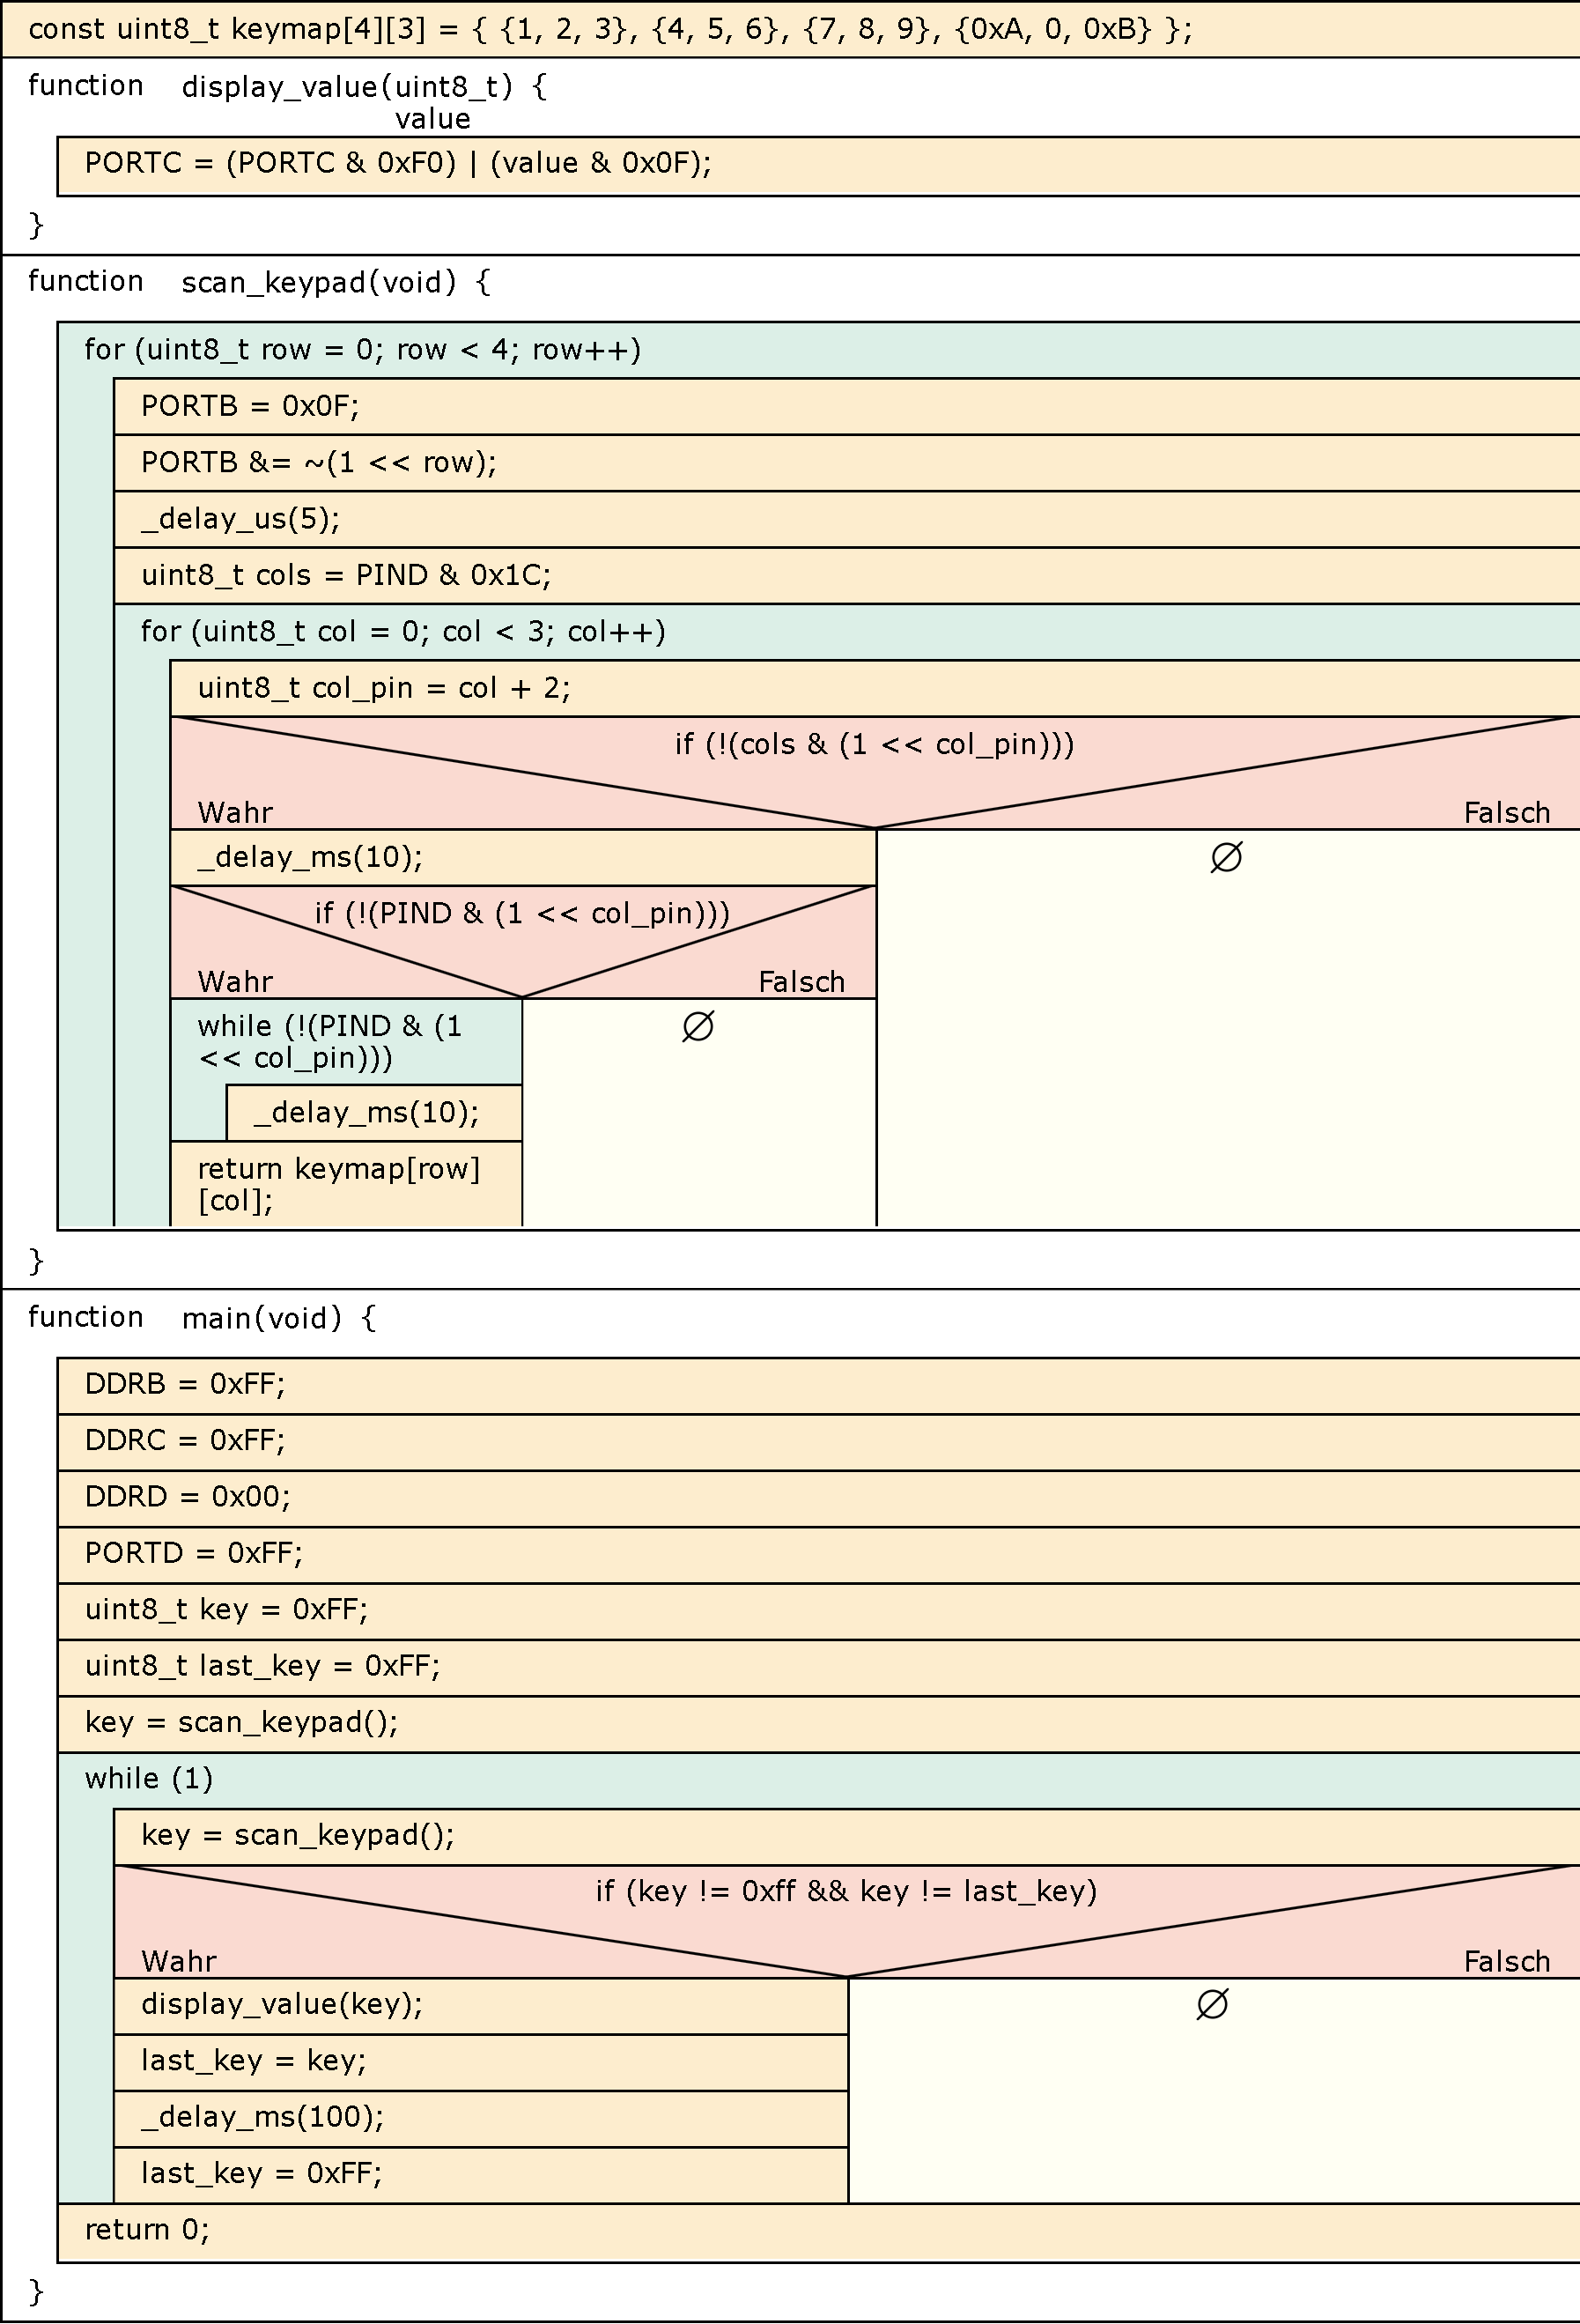 const uint8_t keymap[4][3] = { {1, 2, 3}, {4, 5, 6}, {7, 8, 9}, {0xA, 0, 0xB} };
function display_value(uint8_t) {
value
PORTC = (PORTC & 0xF0) | (value & 0x0F);
}
function scan_keypad(void) {
for (uint8_t row = 0; row < 4; row++)
PORTB = 0x0F;
PORTB &= ~(1 << row);
_delay_us(5);
uint8_t cols = PIND & 0x1C;
for (uint8_t col = 0; col < 3; col++)
uint8_t col_pin = col + 2;
if (!(cols & (1 << col_pin)))
Wahr Falsch
_delay_ms(10); ∅
if (!(PIND & (1 << col_pin)))
Wahr Falsch
while (!(PIND & (1 ∅
<< col_pin)))
_delay_ms(10);
return keymap[row]
[col];
}
function main(void) {
DDRB = 0xFF;
DDRC = 0xFF;
DDRD = 0x00;
PORTD = 0xFF;
uint8_t key = 0xFF;
uint8_t last_key = 0xFF;
key = scan_keypad();
while (1)
key = scan_keypad();
if (key != 0xff && key != last_key)
Wahr Falsch
display_value(key); ∅
last_key = key;
_delay_ms(100);
last_key = 0xFF;
return 0;
}